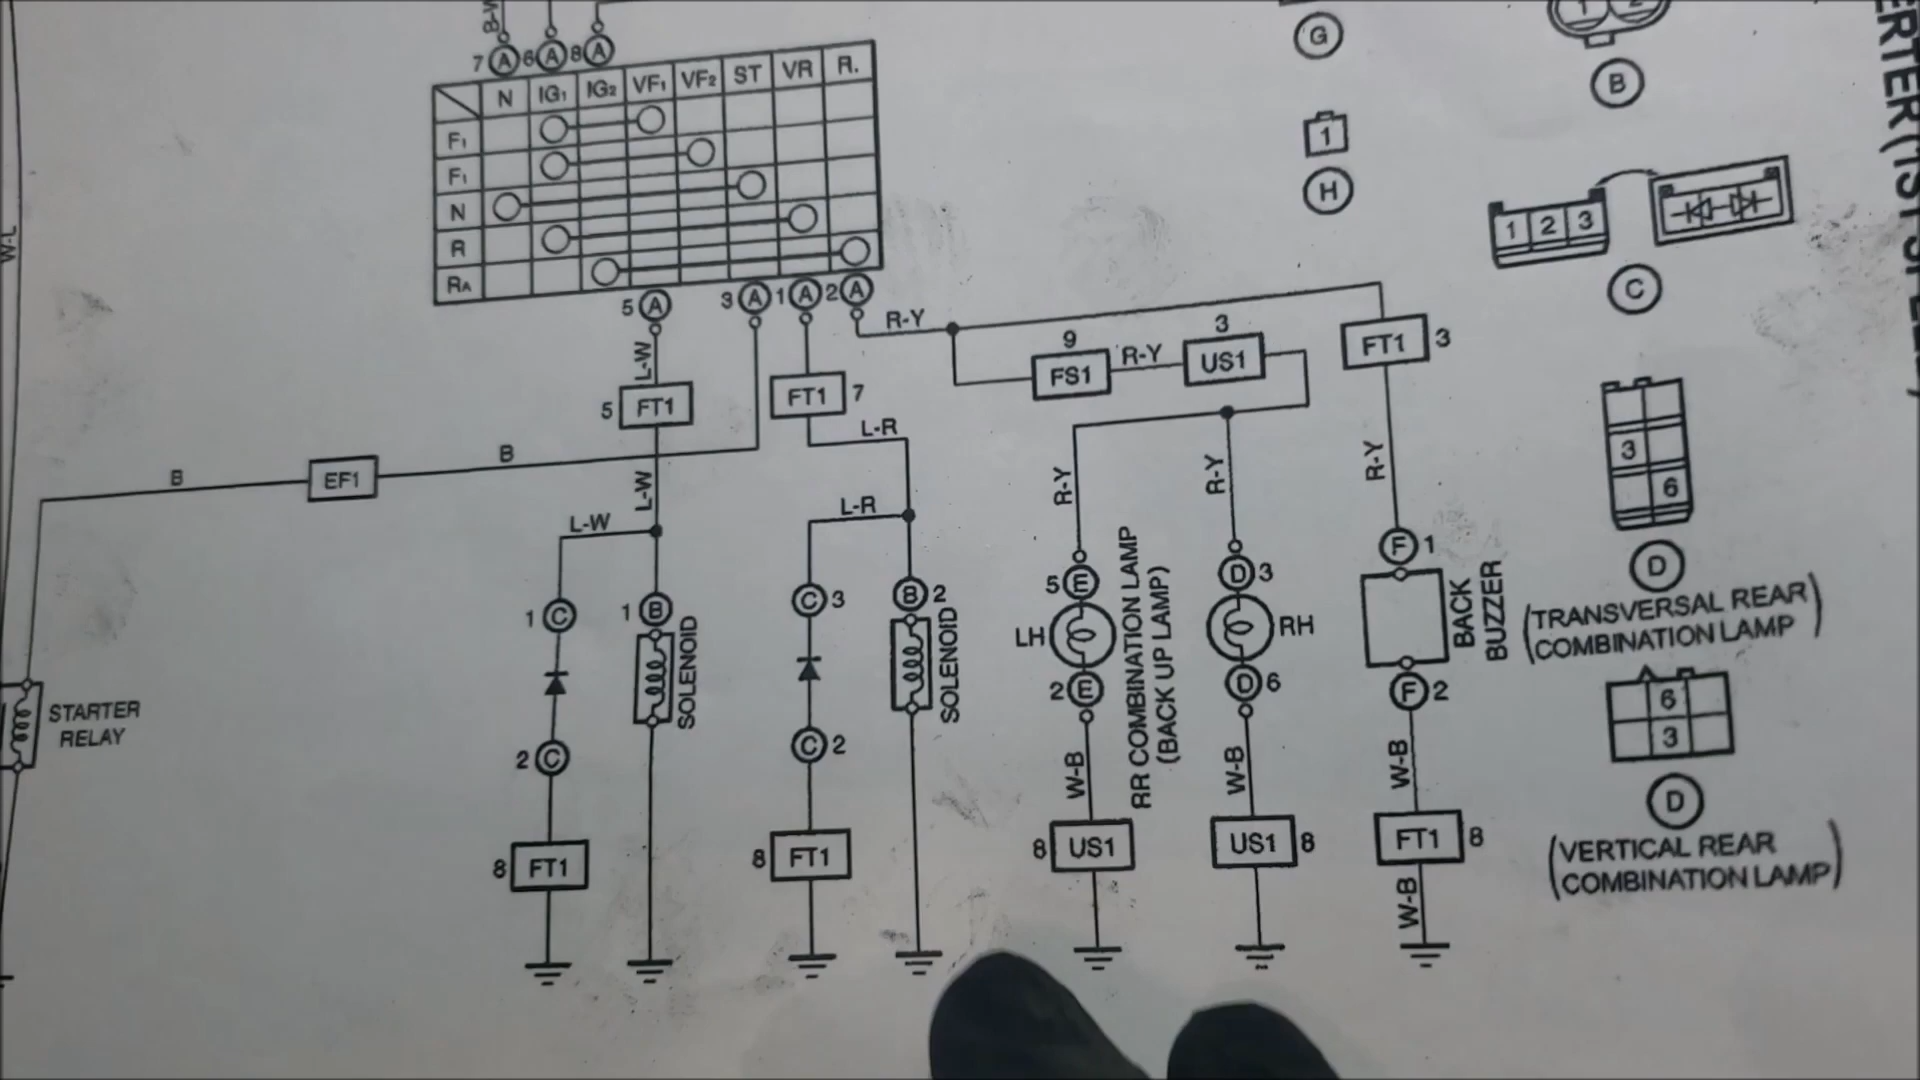 B-W
7 A 6 A 8 A
N IG1 IG2 VF1 VF2 ST VR R.
F1
F1
N
R
RA
5 A 3 A 1 A 2 A
W-L
L-W
5 FT1
FT1 7
R-Y
9
FS1
R-Y
3
US1
FT1 3
B
EF1
B
L-R
L-W
L-W
L-R
R-Y
R-Y
R-Y
STARTER
RELAY
1 C
2 C
8 FT1
1 B
SOLENOID
C 3
C 2
8 FT1
B 2
SOLENOID
5 E
LH
2 E
W-B
8 US1
RR COMBINATION LAMP
(BACK UP LAMP)
D 3
RH
D 6
W-B
US1 8
F 1
BACK
BUZZER
F 2
W-B
FT1 8
W-B
G
1
H
1 2
B
1 2 3
C
3
6
D
(TRANSVERSAL REAR
COMBINATION LAMP)
6
3
D
(VERTICAL REAR
COMBINATION LAMP)